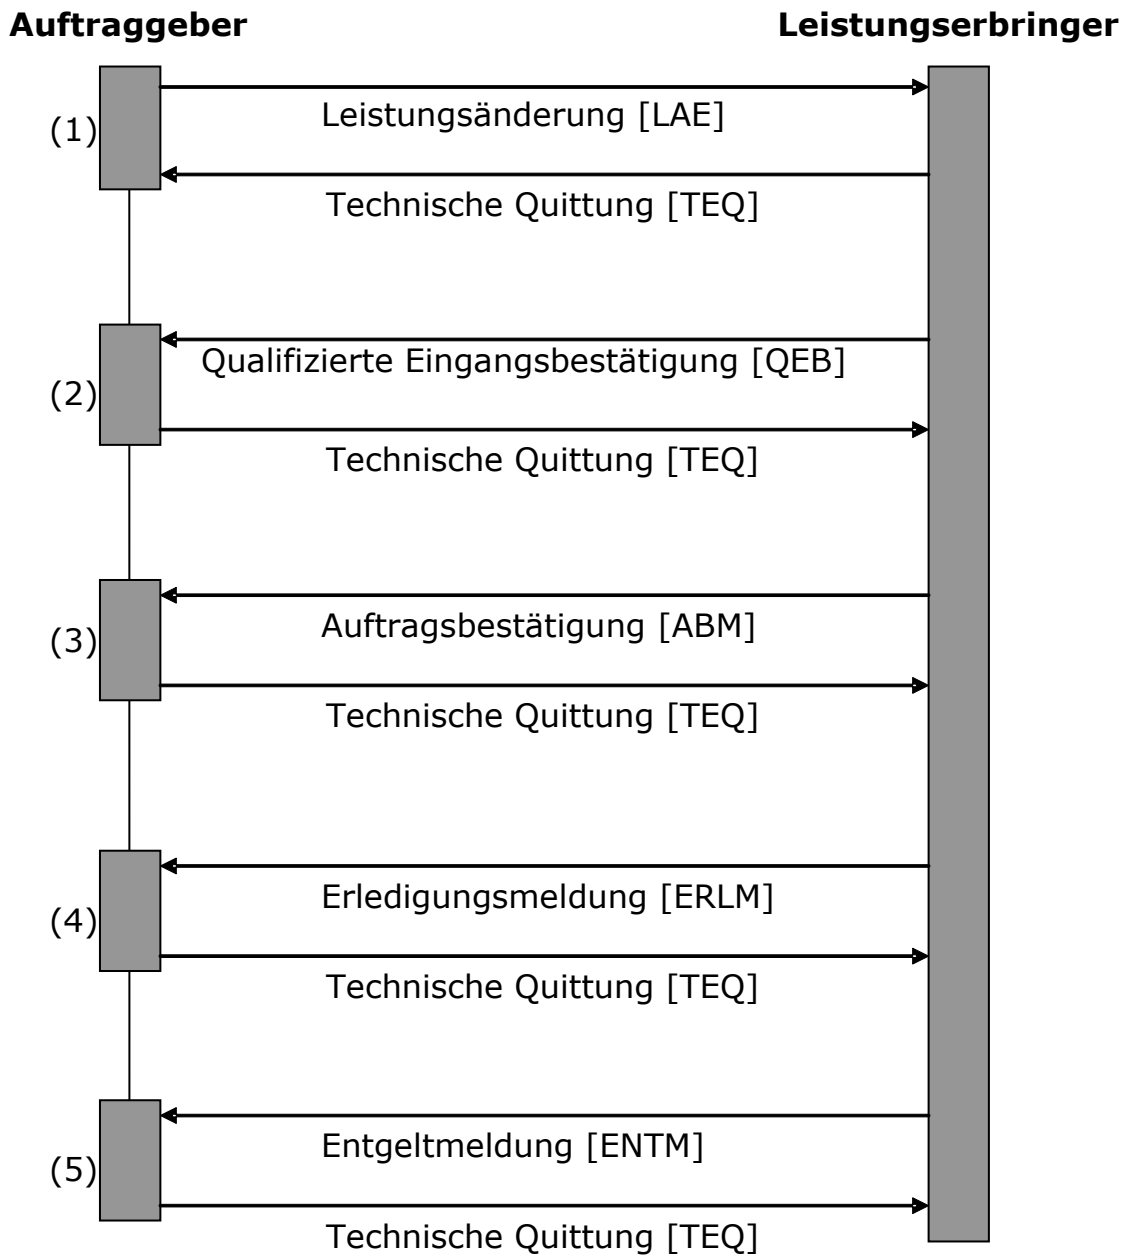 Auftraggeber Leistungserbringer
Leistungsänderung [LAE]
(1)
Technische Quittung [TEQ]
Qualifizierte Eingangsbestätigung [QEB]
(2)
Technische Quittung [TEQ]
Auftragsbestätigung [ABM]
(3)
Technische Quittung [TEQ]
Erledigungsmeldung [ERLM]
(4)
Technische Quittung [TEQ]
Entgeltmeldung [ENTM]
(5)
Technische Quittung [TEQ]